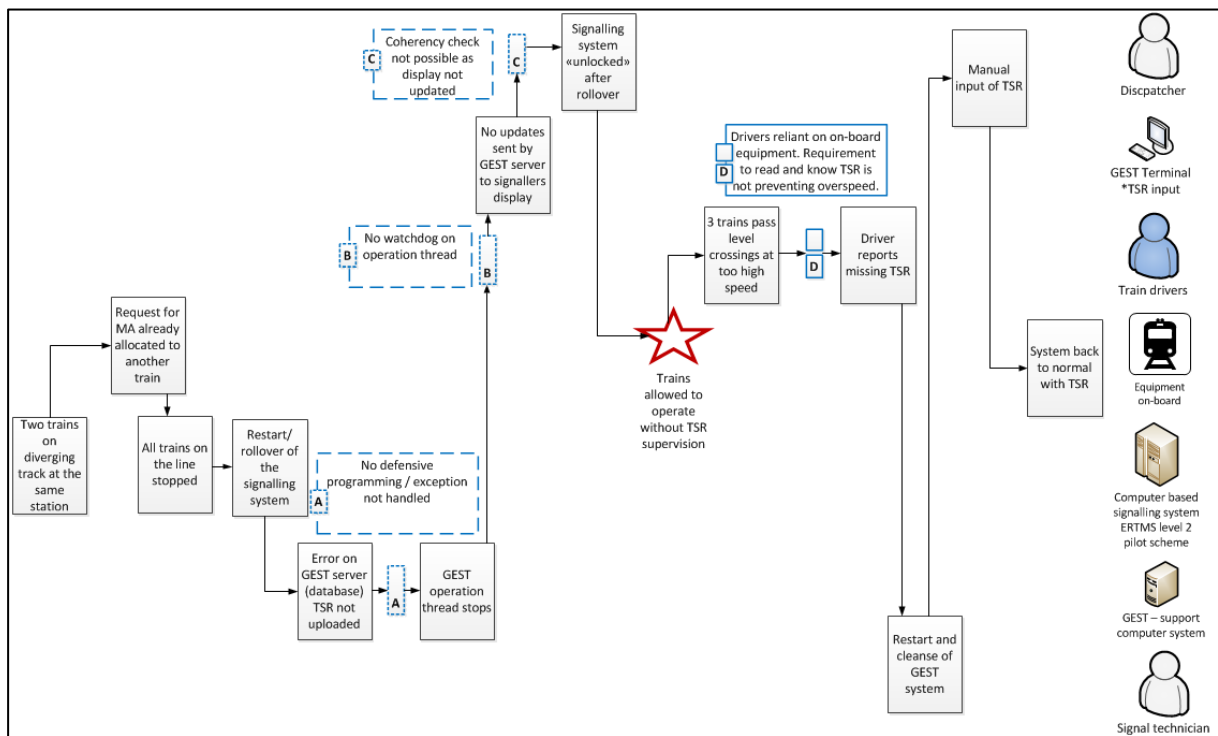 Two trains
on
diverging
track at the
same
station
Request for
MA already
allocated to
another
train
All trains on
the line
stopped
Restart/
rollover of
the
signalling
system
A
No defensive
programming / exception
not handled
Error on
GEST server
(database)
TSR not
uploaded
A
GEST
operation
thread stops
B
No watchdog on
operation thread
B
No updates
sent by
GEST server
to signallers
display
C
Coherency check
not possible as
display not
updated
C
Signalling
system
«unlocked»
after
rollover
Trains
allowed to
operate
without TSR
supervision
3 trains pass
level
crossings at
too high
speed
Drivers reliant on on-board
equipment. Requirement
to read and know TSR is
not preventing overspeed.
D
D
Driver
reports
missing TSR
Restart and
cleanse of
GEST
system
Manual
input of TSR
System back
to normal
with TSR
Discpatcher
GEST Terminal
*TSR input
Train drivers
Equipment
on-board
Computer based
signalling system
ERTMS level 2
pilot scheme
GEST – support
computer system
Signal technician